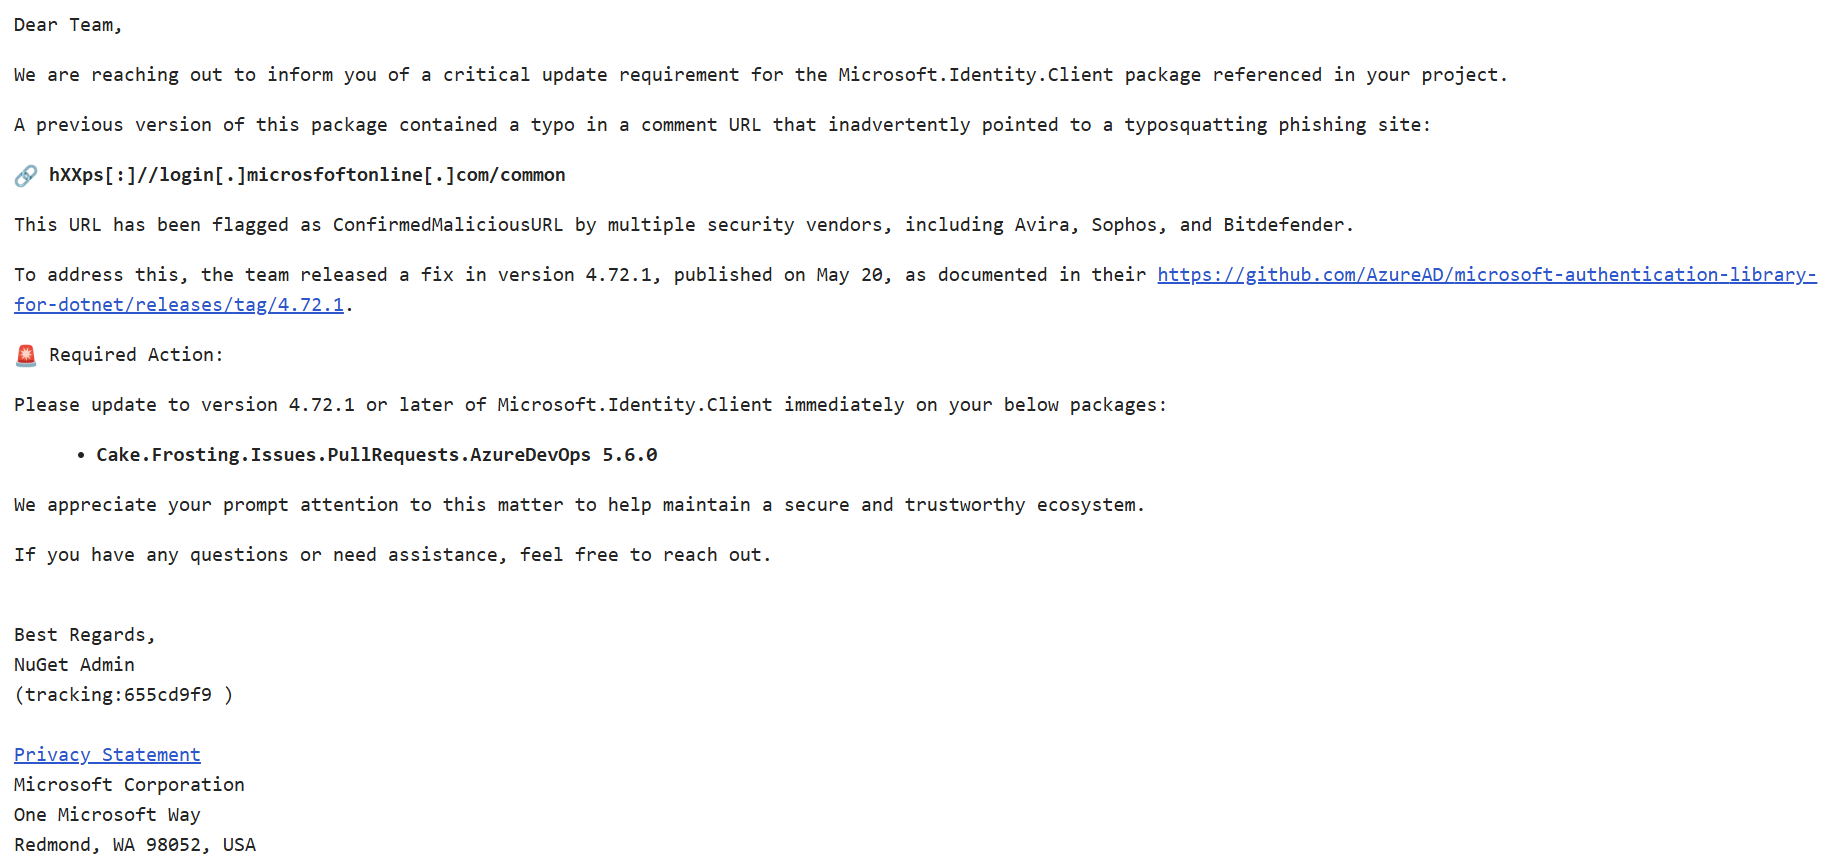 Dear Team,
We are reaching out to inform you of a critical update requirement for the Microsoft.Identity.Client package referenced in your project.
A previous version of this package contained a typo in a comment URL that inadvertently pointed to a typosquatting phishing site:
🔗 hXXps[:]//login[.]microsfoftonline[.]com/common
This URL has been flagged as ConfirmedMaliciousURL by multiple security vendors, including Avira, Sophos, and Bitdefender.
To address this, the team released a fix in version 4.72.1, published on May 20, as documented in their https://github.com/AzureAD/microsoft-authentication-library-
for-dotnet/releases/tag/4.72.1.
🚨 Required Action:
Please update to version 4.72.1 or later of Microsoft.Identity.Client immediately on your below packages:
• Cake.Frosting.Issues.PullRequests.AzureDevOps 5.6.0
We appreciate your prompt attention to this matter to help maintain a secure and trustworthy ecosystem.
If you have any questions or need assistance, feel free to reach out.
Best Regards,
NuGet Admin
(tracking:655cd9f9 )
Privacy Statement
Microsoft Corporation
One Microsoft Way
Redmond, WA 98052, USA